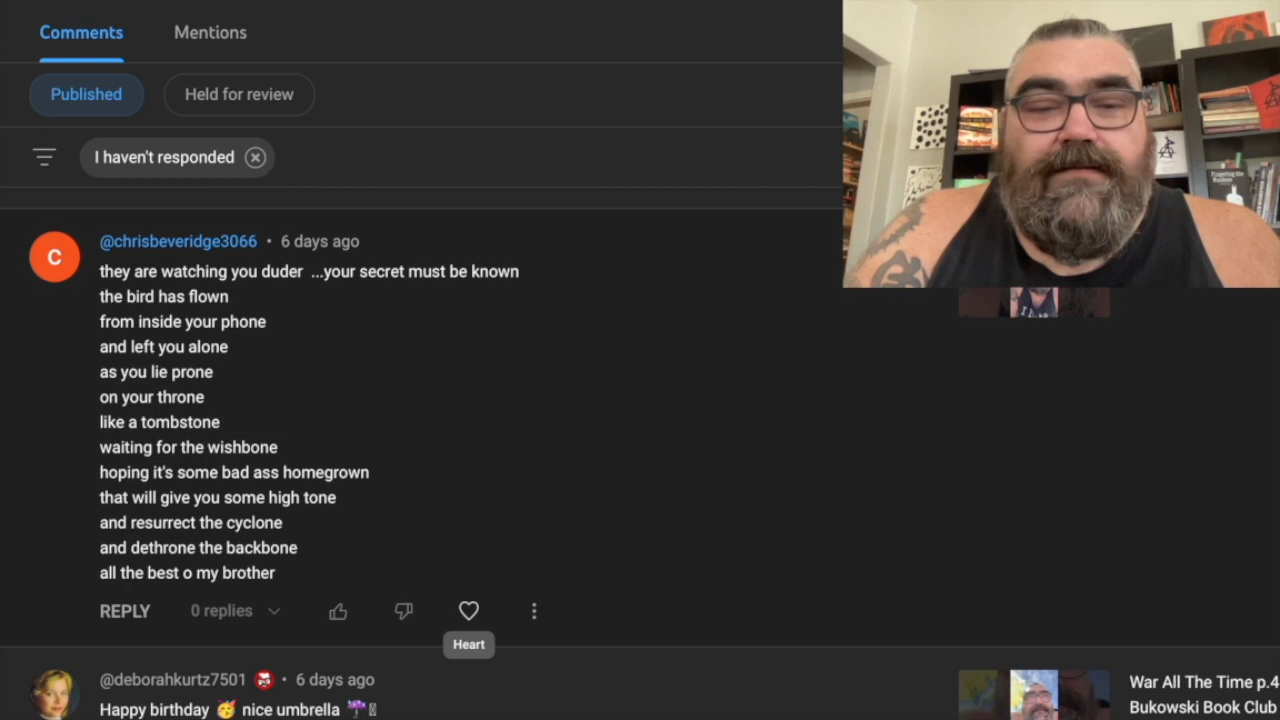 Comments
Mentions
Published
Held for review
I haven't responded
C
@chrisbeveridge3066 • 6 days ago
they are watching you duder ...your secret must be known
the bird has flown
from inside your phone
and left you alone
as you lie prone
on your throne
like a tombstone
waiting for the wishbone
hoping it's some bad ass homegrown
that will give you some high tone
and resurrect the cyclone
and dethrone the backbone
all the best o my brother
REPLY
0 replies
Heart
@deborahkurtz7501 • 6 days ago
Happy birthday 🥳 nice umbrella ☔
War All The Time p.4
Bukowski Book Club